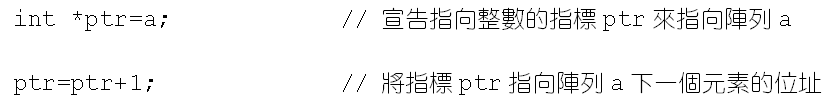 int *ptr=a; // 宣告指向整數的指標 ptr 來指向陣列 a
ptr=ptr+1; // 將指標 ptr 指向陣列 a 下一個元素的位址